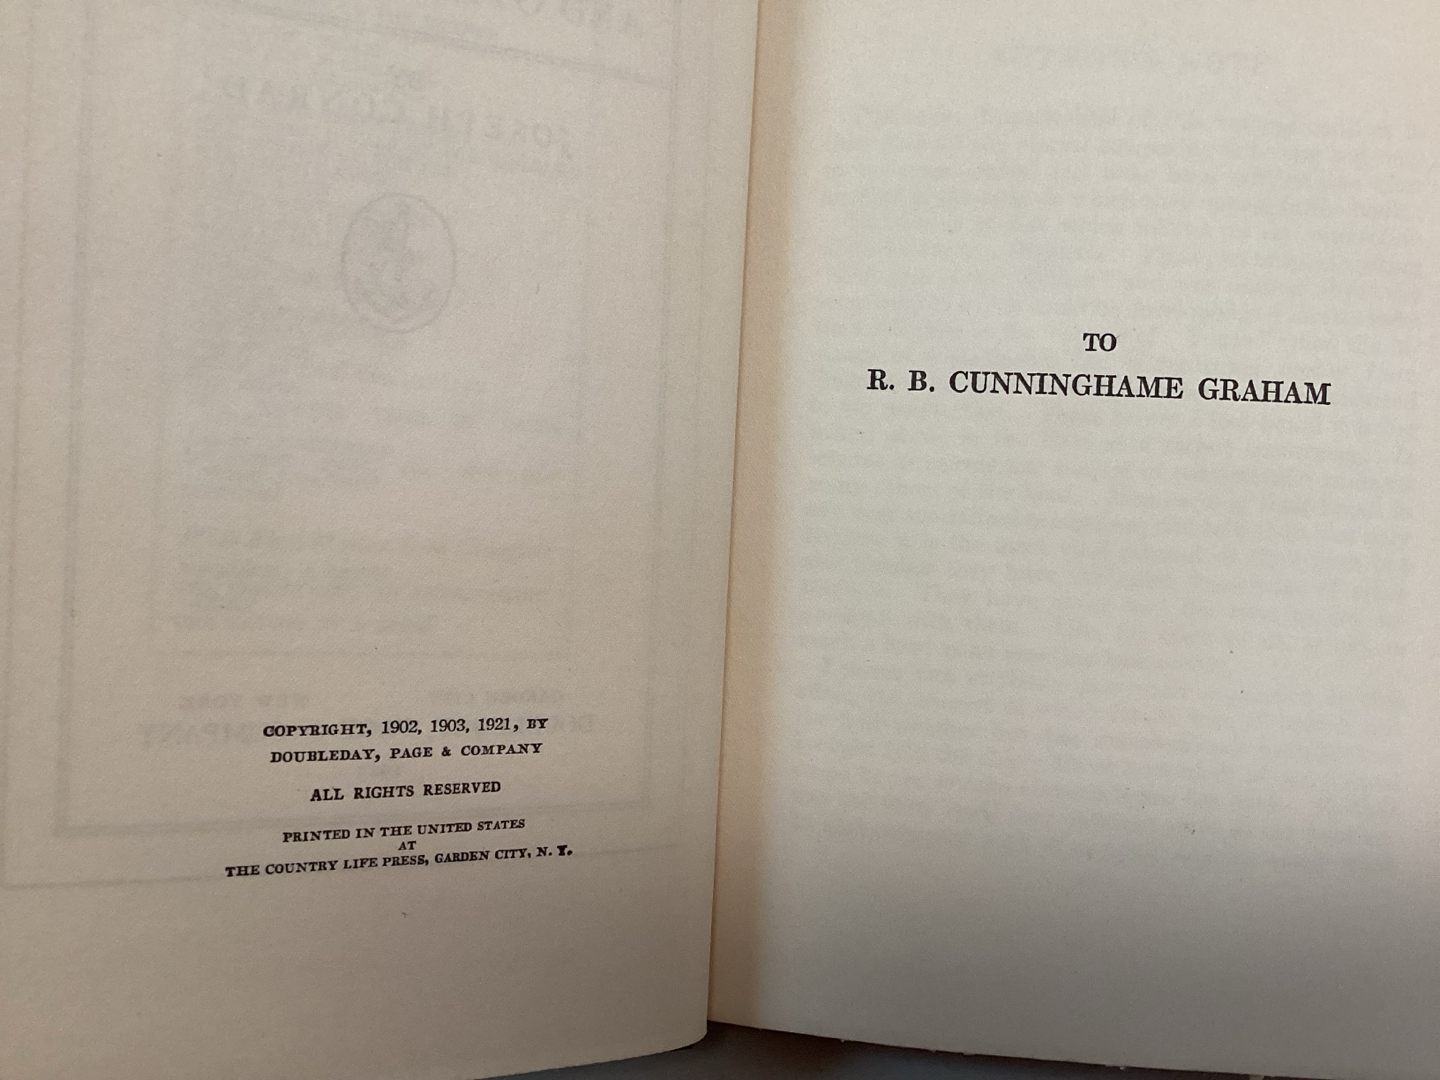 COPYRIGHT, 1902, 1903, 1921, BY
DOUBLEDAY, PAGE & COMPANY
ALL RIGHTS RESERVED
PRINTED IN THE UNITED STATES
AT
THE COUNTRY LIFE PRESS, GARDEN CITY, N. Y.
TO
R. B. CUNNINGHAME GRAHAM